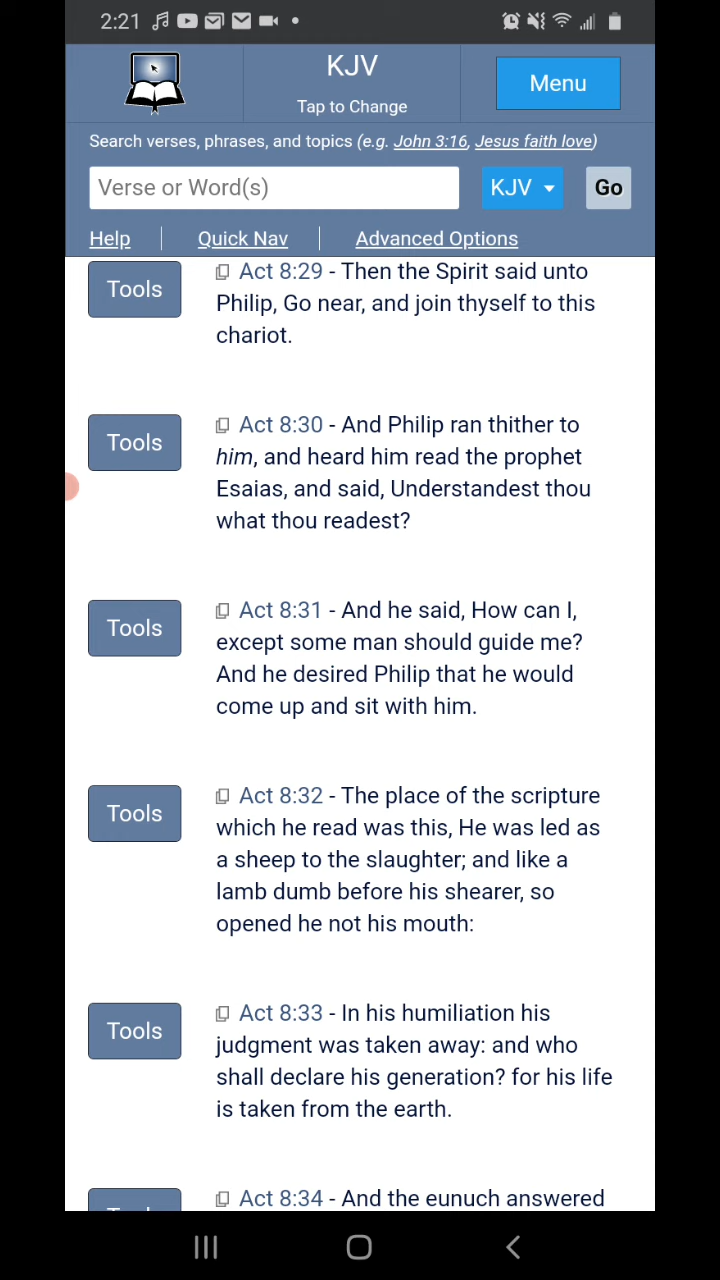 2:21
KJV
Tap to Change
Menu
Search verses, phrases, and topics (e.g. John 3:16, Jesus faith love)
Verse or Word(s)
KJV
Go
Help
Quick Nav
Advanced Options
Tools
Act 8:29 - Then the Spirit said unto
Philip, Go near, and join thyself to this
chariot.
Tools
Act 8:30 - And Philip ran thither to
him, and heard him read the prophet
Esaias, and said, Understandest thou
what thou readest?
Tools
Act 8:31 - And he said, How can I,
except some man should guide me?
And he desired Philip that he would
come up and sit with him.
Tools
Act 8:32 - The place of the scripture
which he read was this, He was led as
a sheep to the slaughter; and like a
lamb dumb before his shearer, so
opened he not his mouth:
Tools
Act 8:33 - In his humiliation his
judgment was taken away: and who
shall declare his generation? for his life
is taken from the earth.
Act 8:34 - And the eunuch answered